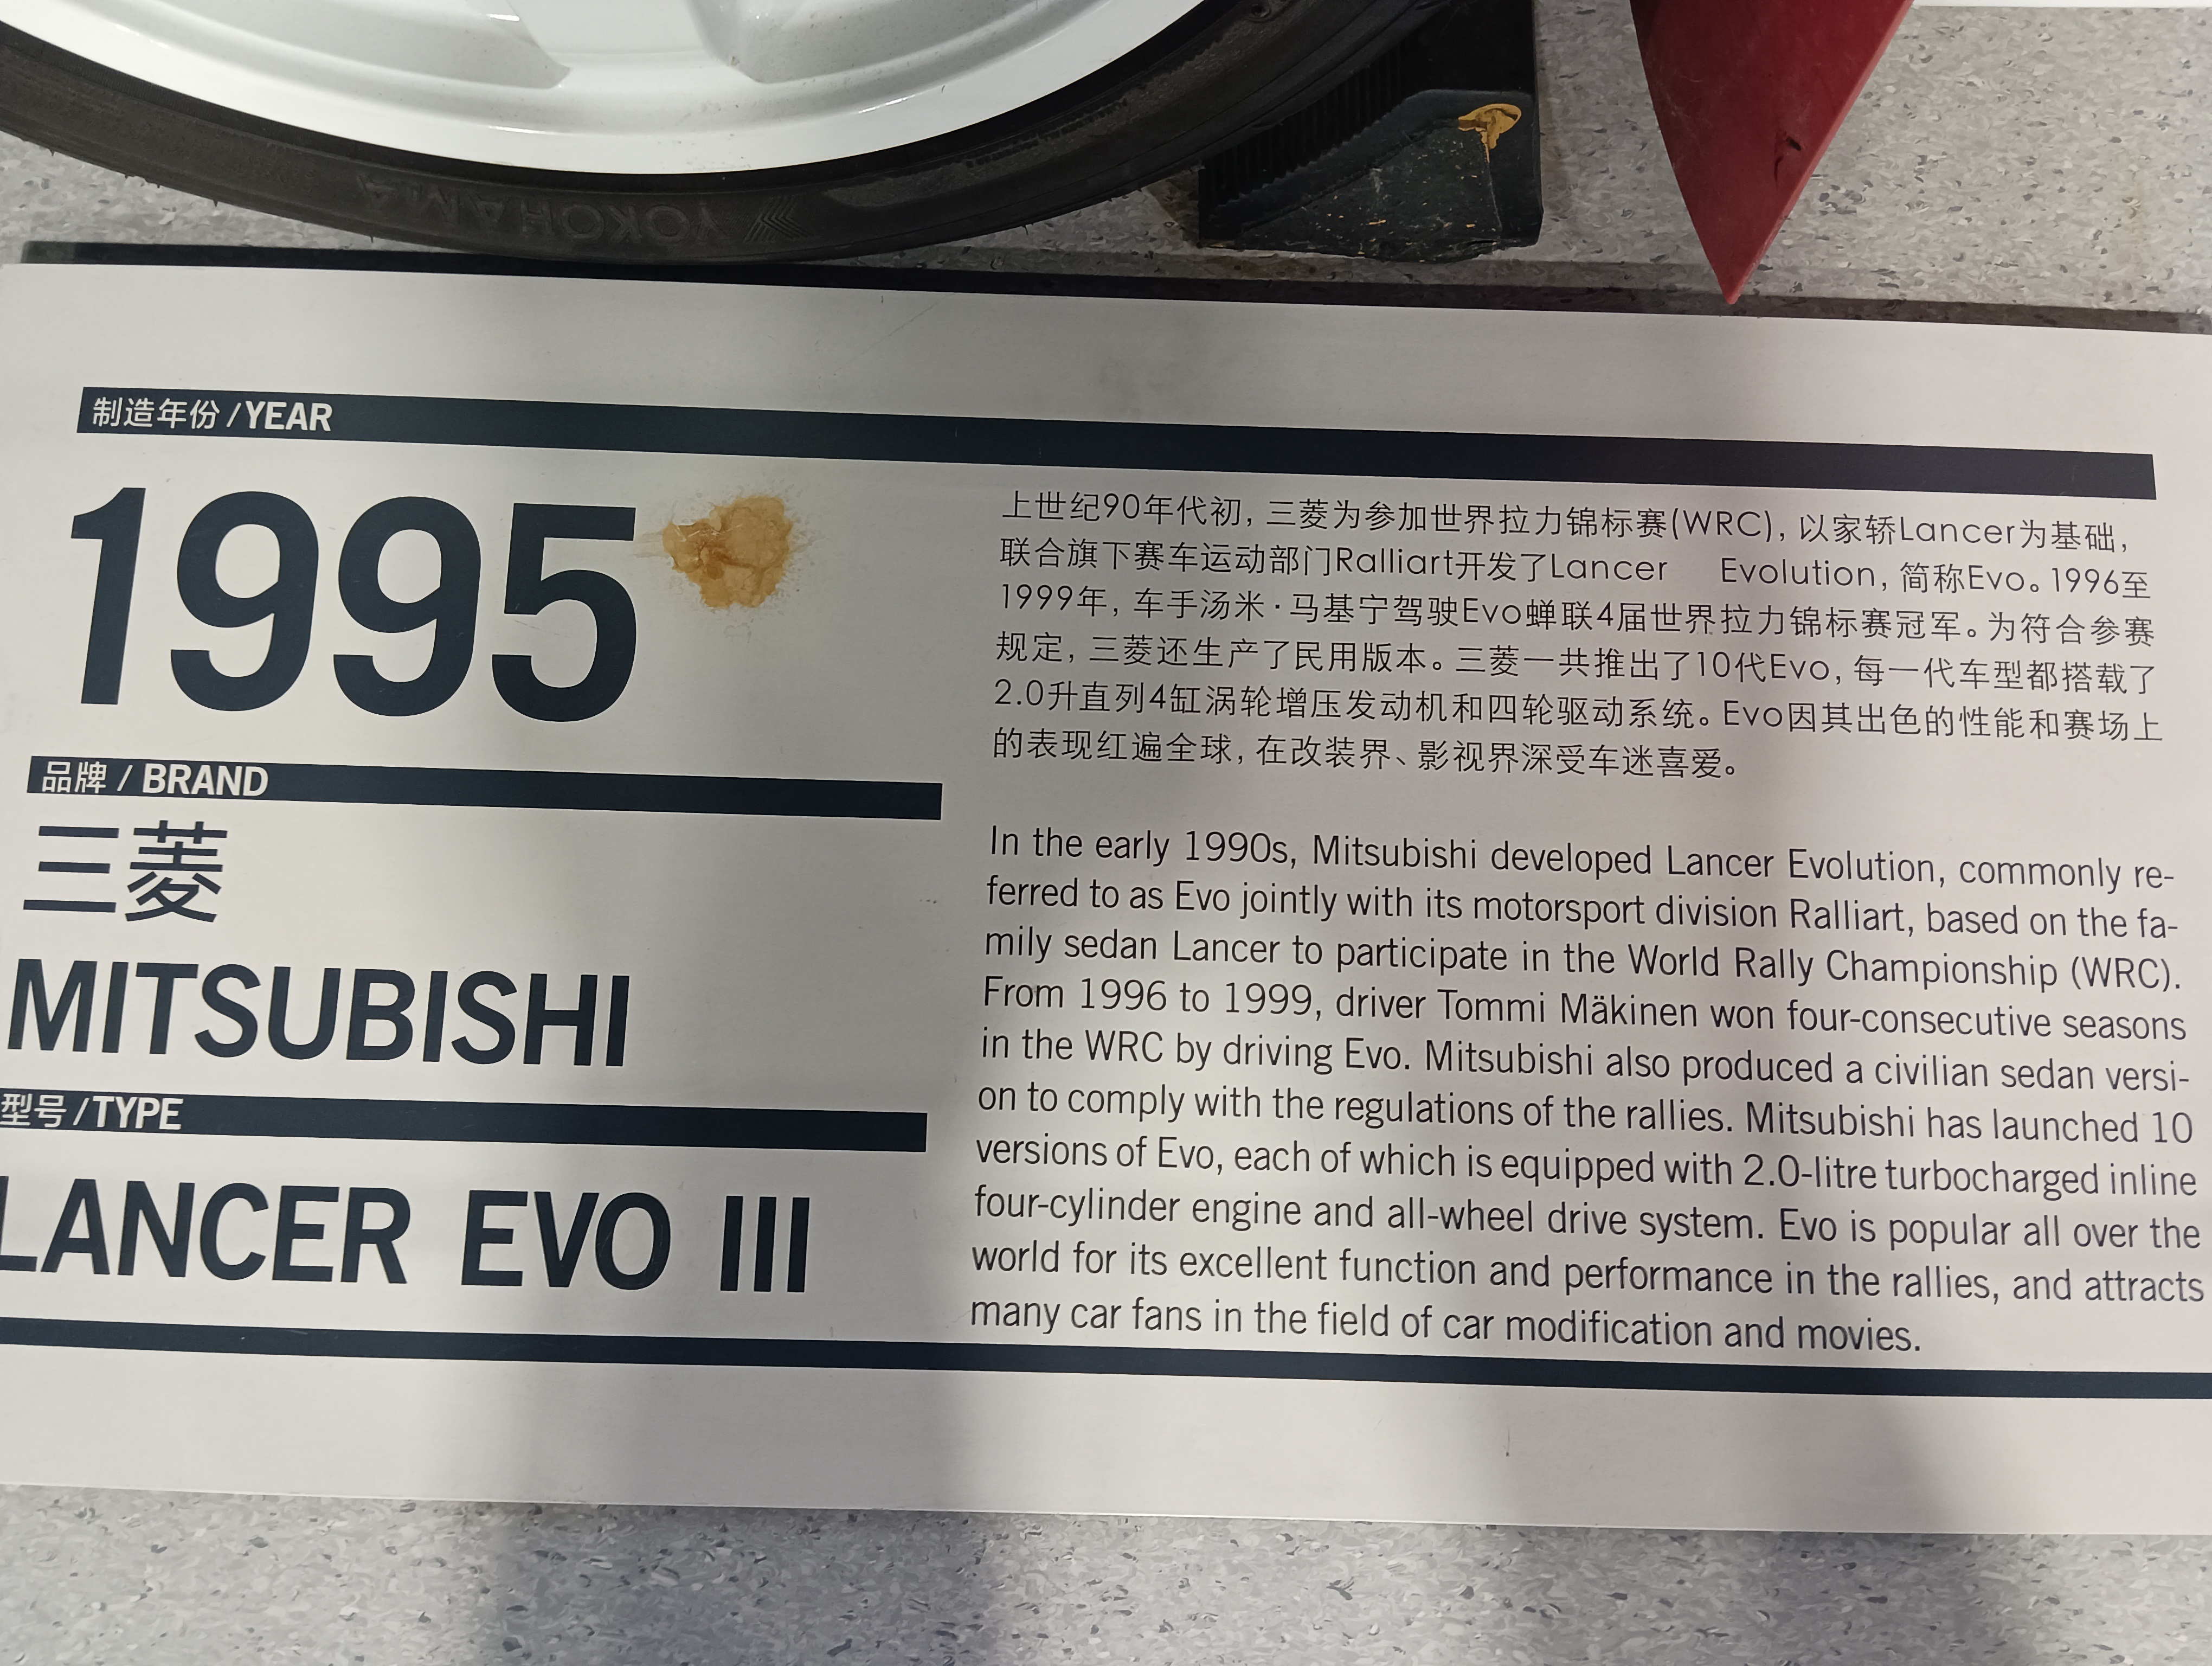 YOKOHAMA
制造年份 / YEAR
1995
品牌 / BRAND
三菱
MITSUBISHI
型号 / TYPE
LANCER EVO III
上世纪90年代初, 三菱为参加世界拉力锦标赛(WRC), 以家轿Lancer为基础,
联合旗下赛车运动部门Ralliart开发了Lancer Evolution, 简称Evo。1996至
1999年, 车手汤米·马基宁驾驶Evo蝉联4届世界拉力锦标赛冠军。为符合参赛
规定, 三菱还生产了民用版本。三菱一共推出了10代Evo, 每一代车型都搭载了
2.0升直列4缸涡轮增压发动机和四轮驱动系统。Evo因其出色的性能和赛场上
的表现红遍全球, 在改装界、影视界深受车迷喜爱。
In the early 1990s, Mitsubishi developed Lancer Evolution, commonly re-
ferred to as Evo jointly with its motorsport division Ralliart, based on the fa-
mily sedan Lancer to participate in the World Rally Championship (WRC).
From 1996 to 1999, driver Tommi Mäkinen won four-consecutive seasons
in the WRC by driving Evo. Mitsubishi also produced a civilian sedan versi-
on to comply with the regulations of the rallies. Mitsubishi has launched 10
versions of Evo, each of which is equipped with 2.0-litre turbocharged inline
four-cylinder engine and all-wheel drive system. Evo is popular all over the
world for its excellent function and performance in the rallies, and attracts
many car fans in the field of car modification and movies.